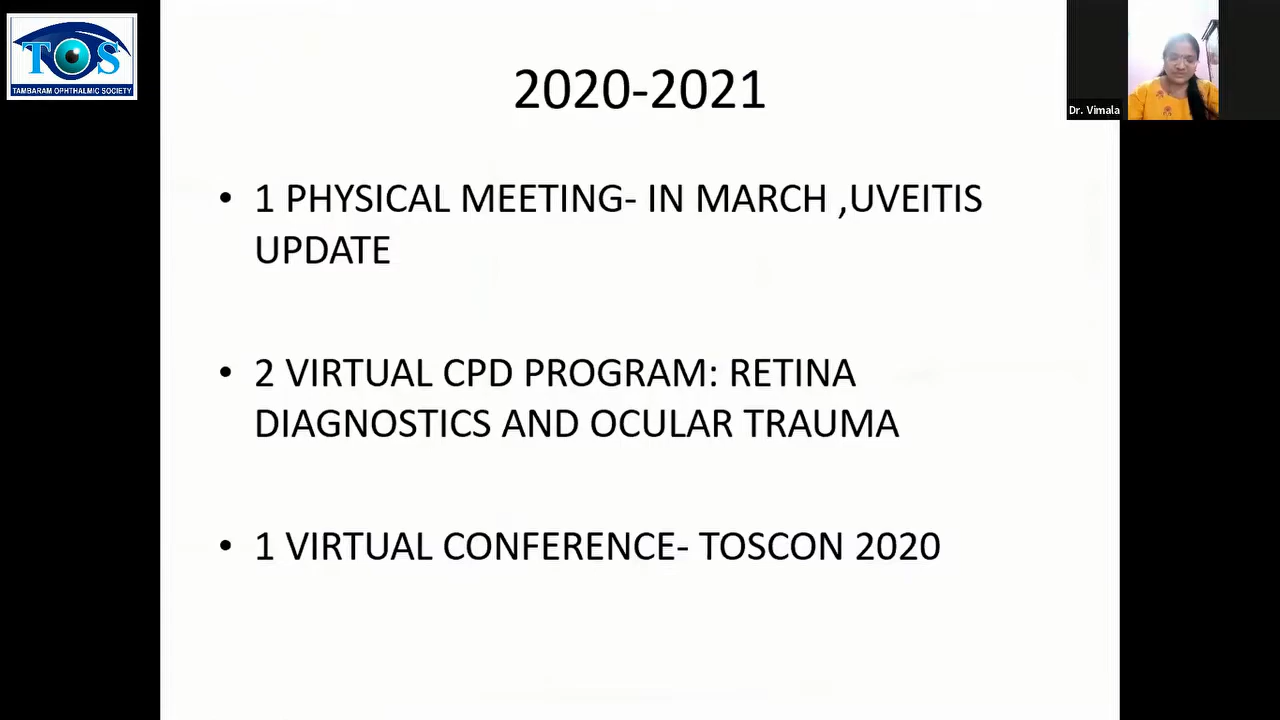 TOS
TAMBARAM OPHTHALMIC SOCIETY
Dr. Vimala
2020-2021
• 1 PHYSICAL MEETING- IN MARCH ,UVEITIS
UPDATE
• 2 VIRTUAL CPD PROGRAM: RETINA
DIAGNOSTICS AND OCULAR TRAUMA
• 1 VIRTUAL CONFERENCE- TOSCON 2020